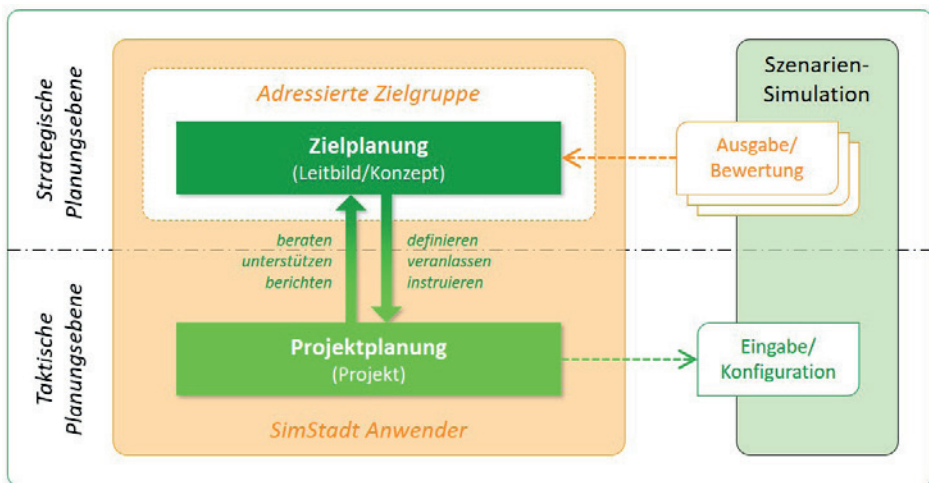 Strategische
Planungsebene
Adressierte Zielgruppe
Zielplanung
(Leitbild/Konzept)
Szenarien-
Simulation
Ausgabe/
Bewertung
beraten
unterstützen
berichten
definieren
veranlassen
instruieren
Taktische
Planungsebene
Projektplanung
(Projekt)
Eingabe/
Konfiguration
SimStadt Anwender